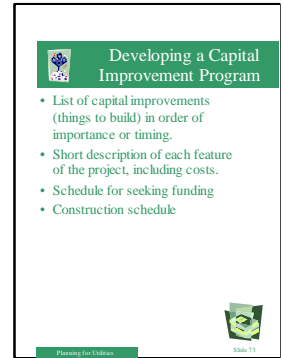 Developing a Capital
Improvement Program
• List of capital improvements
(things to build) in order of
importance or timing.
• Short description of each feature
of the project, including costs.
• Schedule for seeking funding
• Construction schedule
Planning for Utilities
Slide 73